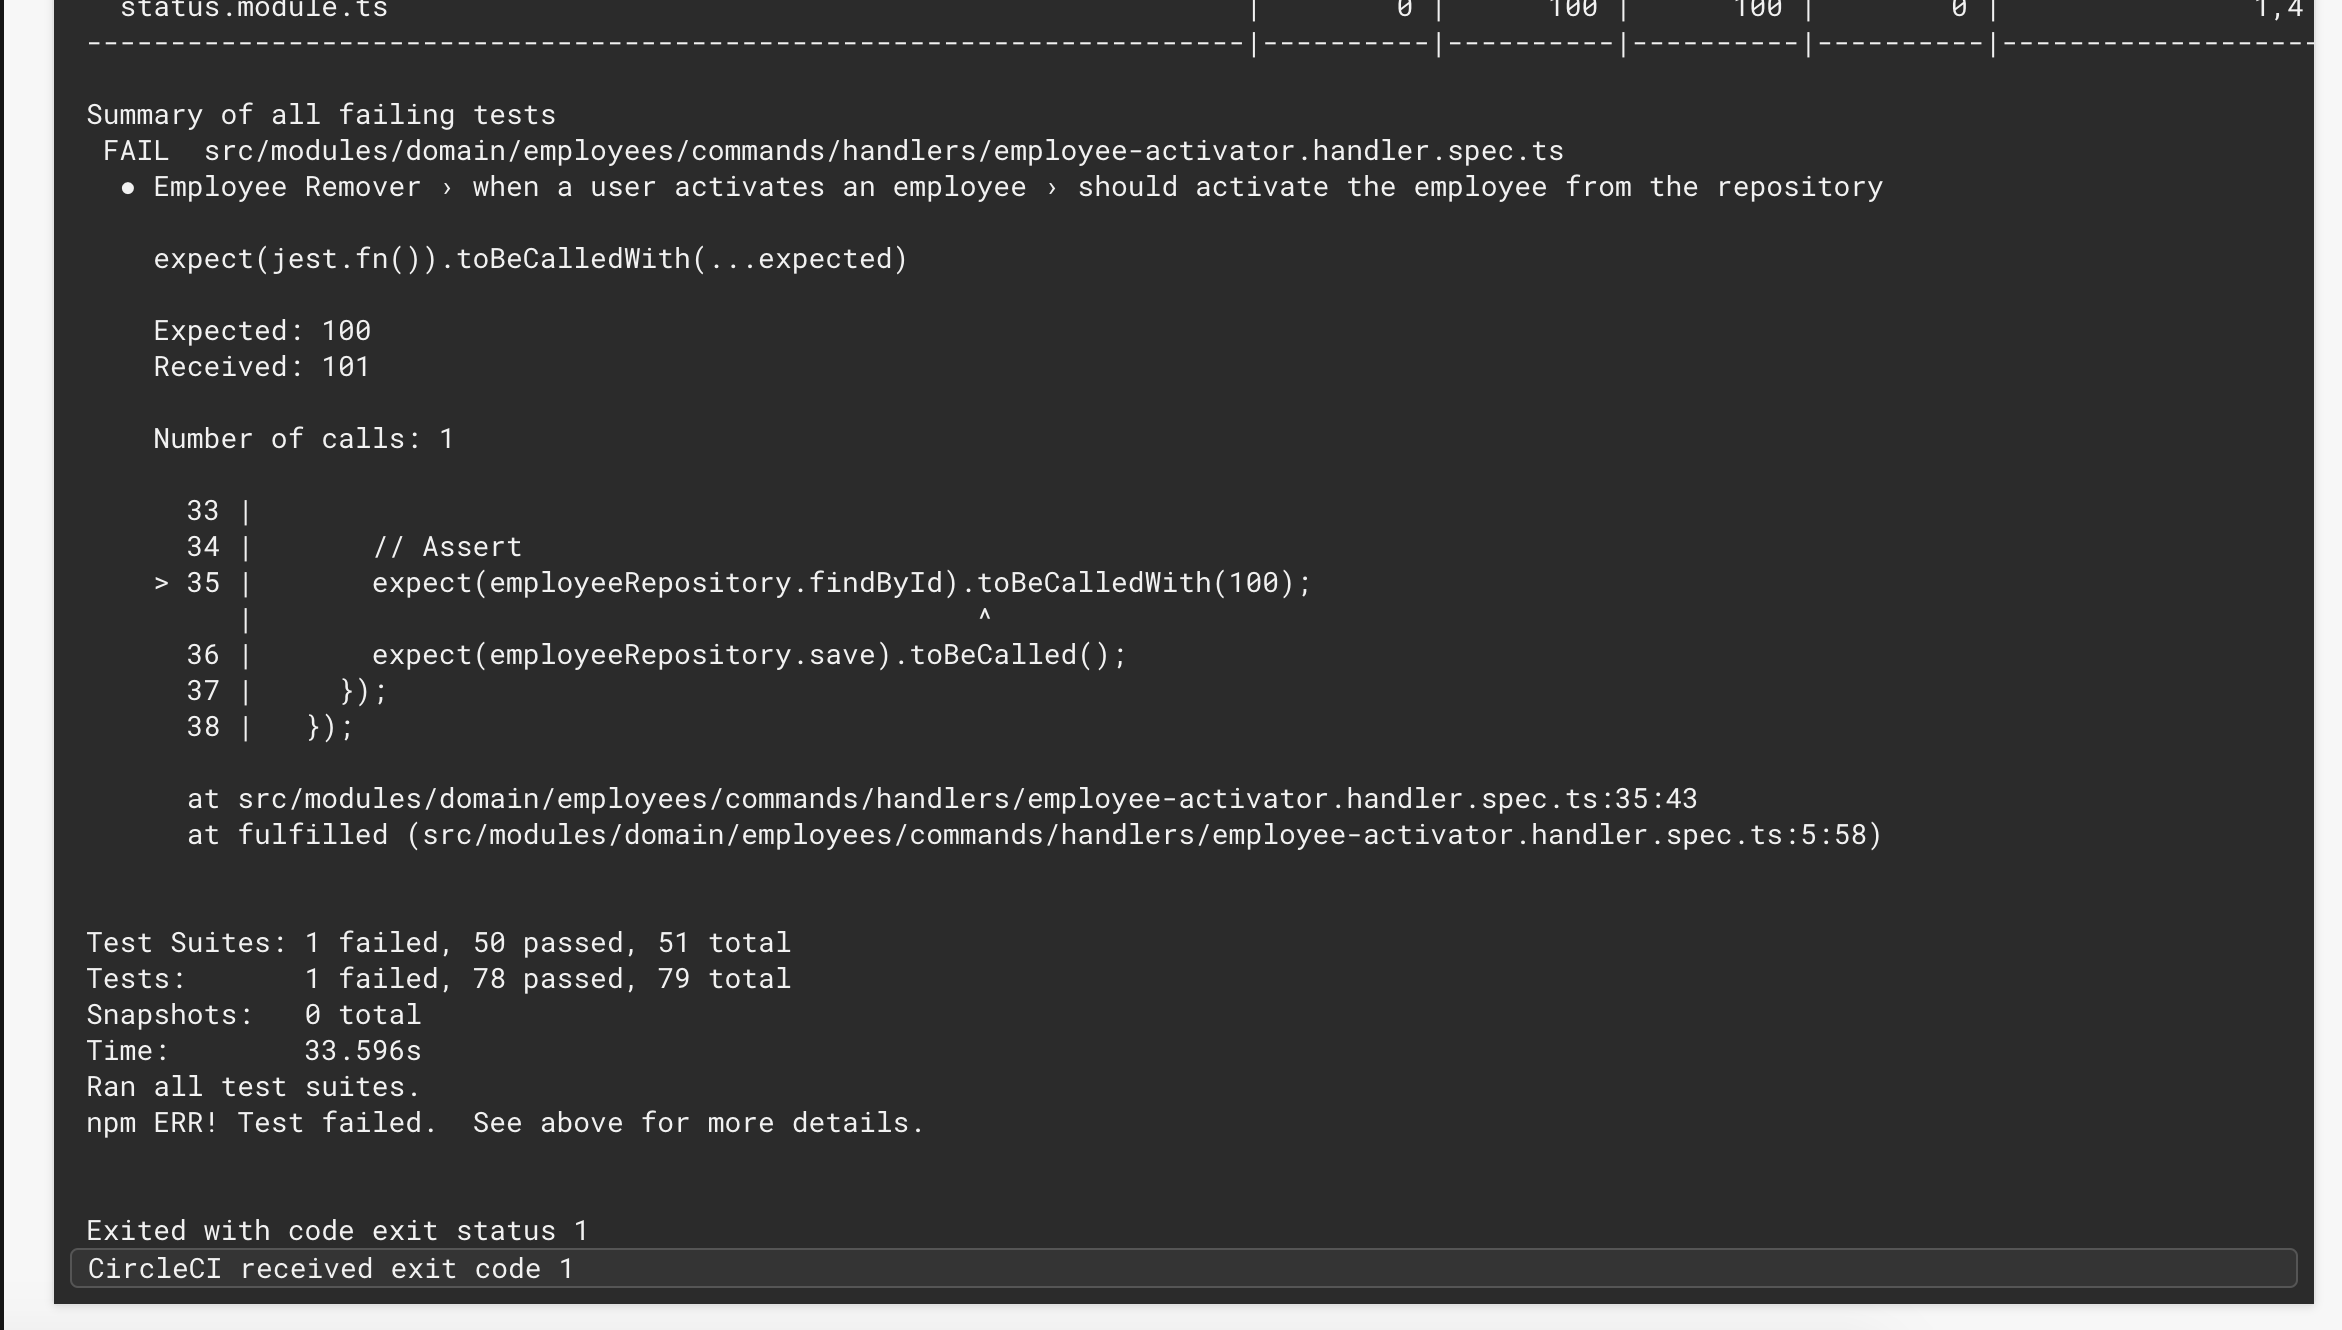 status.module.ts | 0 | 100 | 100 | 0 | 1,4
---------------------------------------------------------------------|----------|----------|----------|----------|-------------------
Summary of all failing tests
FAIL  src/modules/domain/employees/commands/handlers/employee-activator.handler.spec.ts
● Employee Remover › when a user activates an employee › should activate the employee from the repository
expect(jest.fn()).toBeCalledWith(...expected)
Expected: 100
Received: 101
Number of calls: 1
33 |
34 |       // Assert
> 35 |       expect(employeeRepository.findById).toBeCalledWith(100);
|                                           ^
36 |       expect(employeeRepository.save).toBeCalled();
37 |     });
38 |   });
at src/modules/domain/employees/commands/handlers/employee-activator.handler.spec.ts:35:43
at fulfilled (src/modules/domain/employees/commands/handlers/employee-activator.handler.spec.ts:5:58)
Test Suites: 1 failed, 50 passed, 51 total
Tests:       1 failed, 78 passed, 79 total
Snapshots:   0 total
Time:        33.596s
Ran all test suites.
npm ERR! Test failed.  See above for more details.
Exited with code exit status 1
CircleCI received exit code 1